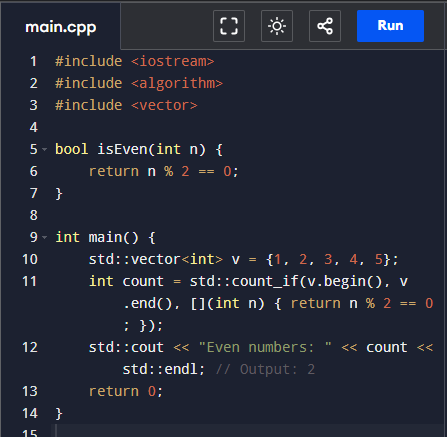 main.cpp
Run
1 #include <iostream>
2 #include <algorithm>
3 #include <vector>
4
5 bool isEven(int n) {
6     return n % 2 == 0;
7 }
8
9 int main() {
10     std::vector<int> v = {1, 2, 3, 4, 5};
11     int count = std::count_if(v.begin(), v
        .end(), [](int n) { return n % 2 == 0
        ; });
12     std::cout << "Even numbers: " << count <<
        std::endl; // Output: 2
13     return 0;
14 }
15